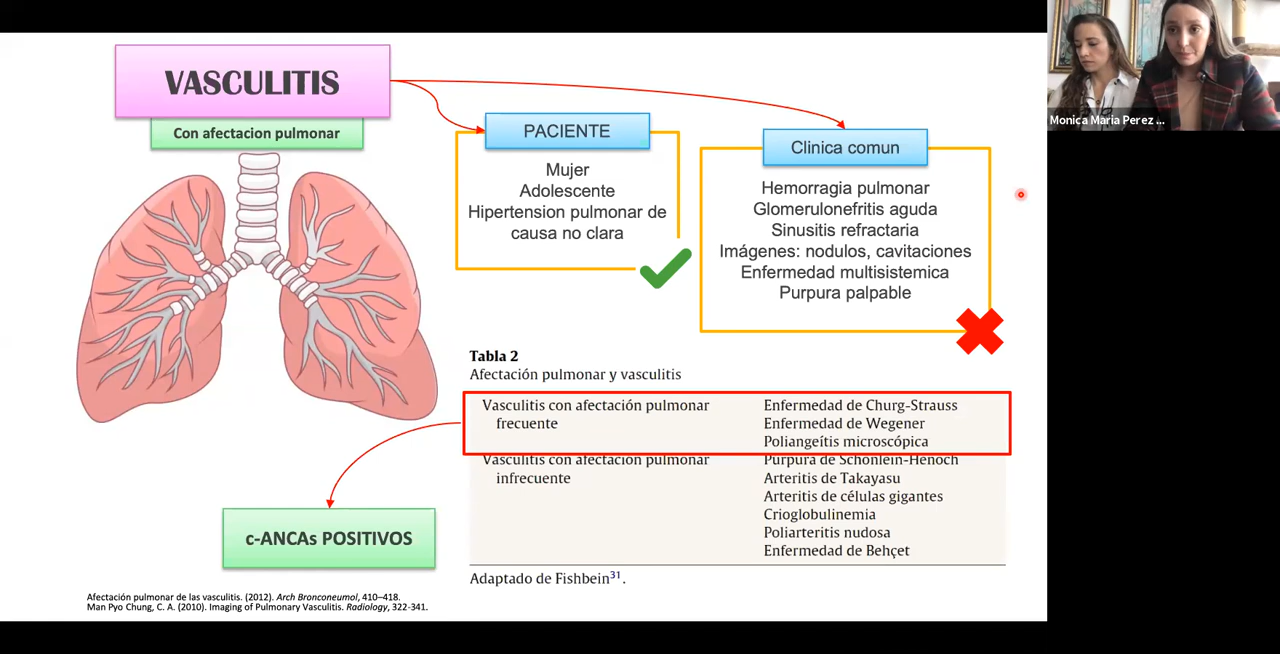 VASCULITIS
Con afectacion pulmonar
PACIENTE
Mujer
Adolescente
Hipertension pulmonar de
causa no clara
Clinica comun
Hemorragia pulmonar
Glomerulonefritis aguda
Sinusitis refractaria
Imágenes: nodulos, cavitaciones
Enfermedad multisistemica
Purpura palpable
Tabla 2
Afectación pulmonar y vasculitis
Vasculitis con afectación pulmonar
frecuente
Enfermedad de Churg-Strauss
Enfermedad de Wegener
Poliangeítis microscópica
Vasculitis con afectación pulmonar
infrecuente
Púrpura de Schönlein-Henoch
Arteritis de Takayasu
Arteritis de células gigantes
Crioglobulinemia
Poliarteritis nudosa
Enfermedad de Behçet
Adaptado de Fishbein31.
c-ANCAs POSITIVOS
Afectación pulmonar de las vasculitis. (2012). Arch Bronconeumol, 410–418.
Man Pyo Chung, C. A. (2010). Imaging of Pulmonary Vasculitis. Radiology, 322-341.
Monica Maria Perez ...